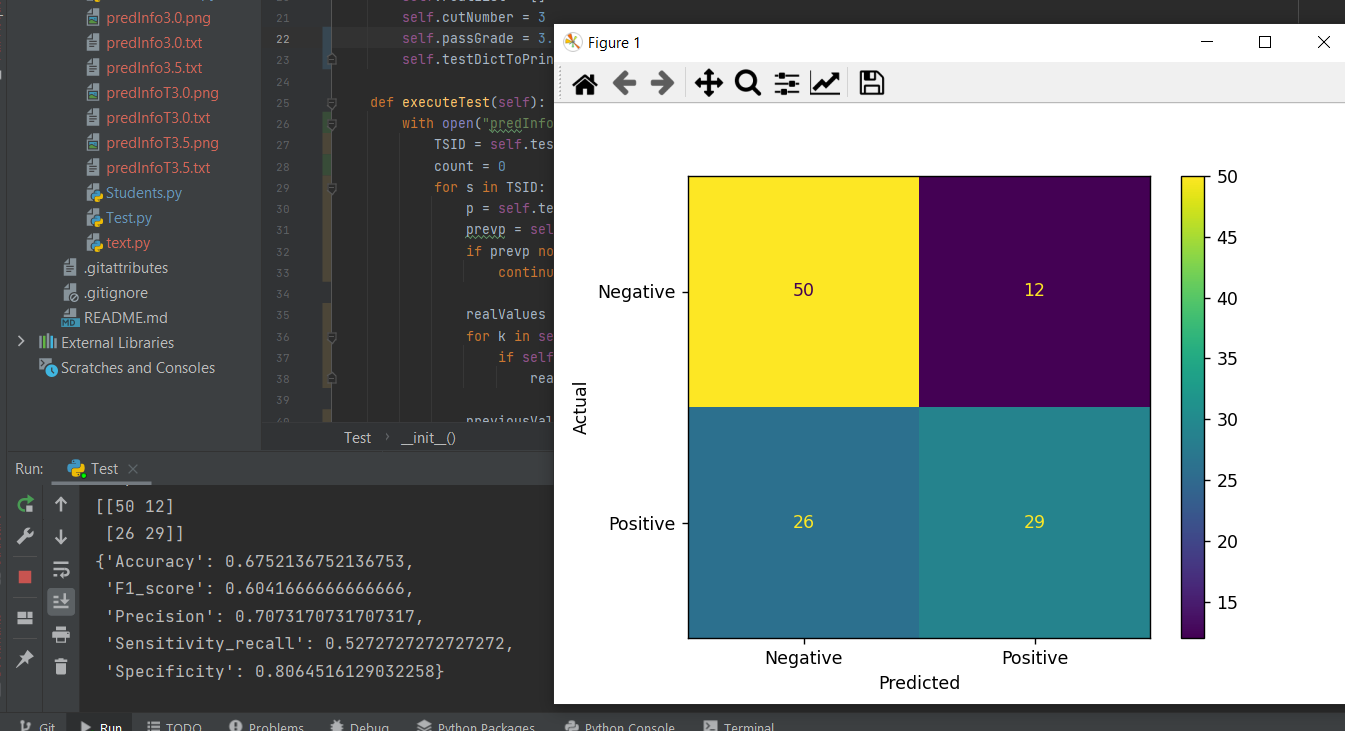 predInfo3.0.png
predInfo3.0.txt
predInfo3.5.txt
predInfoT3.0.png
predInfoT3.0.txt
predInfoT3.5.png
predInfoT3.5.txt
Students.py
Test.py
text.py
.gitattributes
.gitignore
README.md
External Libraries
Scratches and Consoles
21 self.cutNumber = 3
22 self.passGrade = 3.
23 self.testDictToPrin
24
25 def executeTest(self):
26 with open("predInfo
27 TSID = self.tes
28 count = 0
29 for s in TSID:
30 p = self.te
31 prevp = sel
32 if prevp no
33 continu
34
35 realValues
36 for k in se
37 if self
38 rea
39
previousVal
Test › __init__()
Run: Test
[[50 12]
[26 29]]
{'Accuracy': 0.6752136752136753,
'F1_score': 0.6041666666666666,
'Precision': 0.7073170731707317,
'Sensitivity_recall': 0.5272727272727272,
'Specificity': 0.8064516129032258}
Git Run TODO Problems Debug Python Packages Python Console Terminal
Figure 1
Negative 50 12
Positive 26 29
Negative Positive
Predicted
Actual
50
45
40
35
30
25
20
15